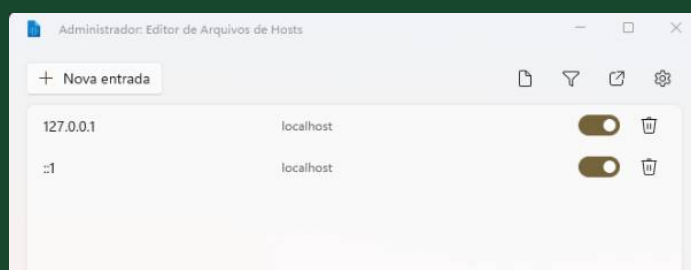 Administrador: Editor de Arquivos de Hosts
+ Nova entrada
127.0.0.1 localhost
::1 localhost